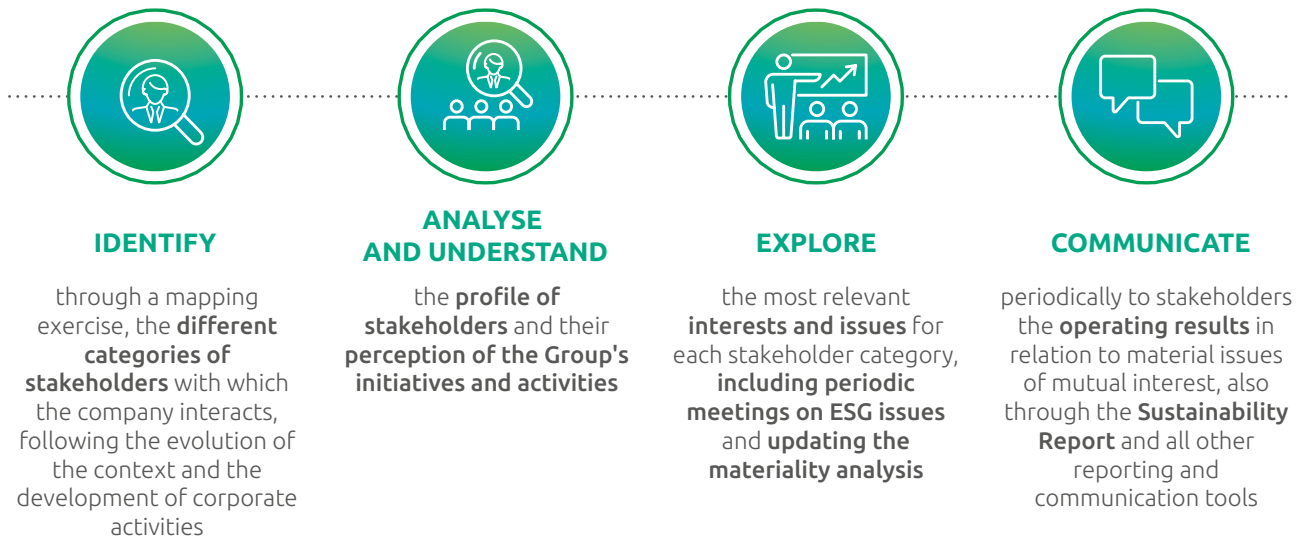 IDENTIFY
through a mapping
exercise, the different
categories of
stakeholders with which
the company interacts,
following the evolution of
the context and the
development of corporate
activities
ANALYSE
AND UNDERSTAND
the profile of
stakeholders and their
perception of the Group's
initiatives and activities
EXPLORE
the most relevant
interests and issues for
each stakeholder category,
including periodic
meetings on ESG issues
and updating the
materiality analysis
COMMUNICATE
periodically to stakeholders
the operating results in
relation to material issues
of mutual interest, also
through the Sustainability
Report and all other
reporting and
communication tools